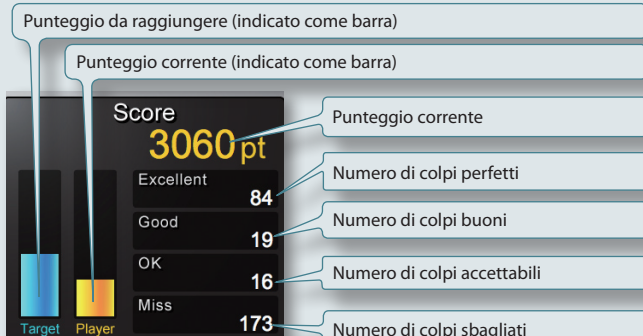 Punteggio da raggiungere (indicato come barra)
Punteggio corrente (indicato come barra)
Score
3060 pt
Punteggio corrente
Excellent
84
Numero di colpi perfetti
Good
19
Numero di colpi buoni
OK
16
Numero di colpi accettabili
Miss
173
Numero di colpi sbagliati
Target
Player